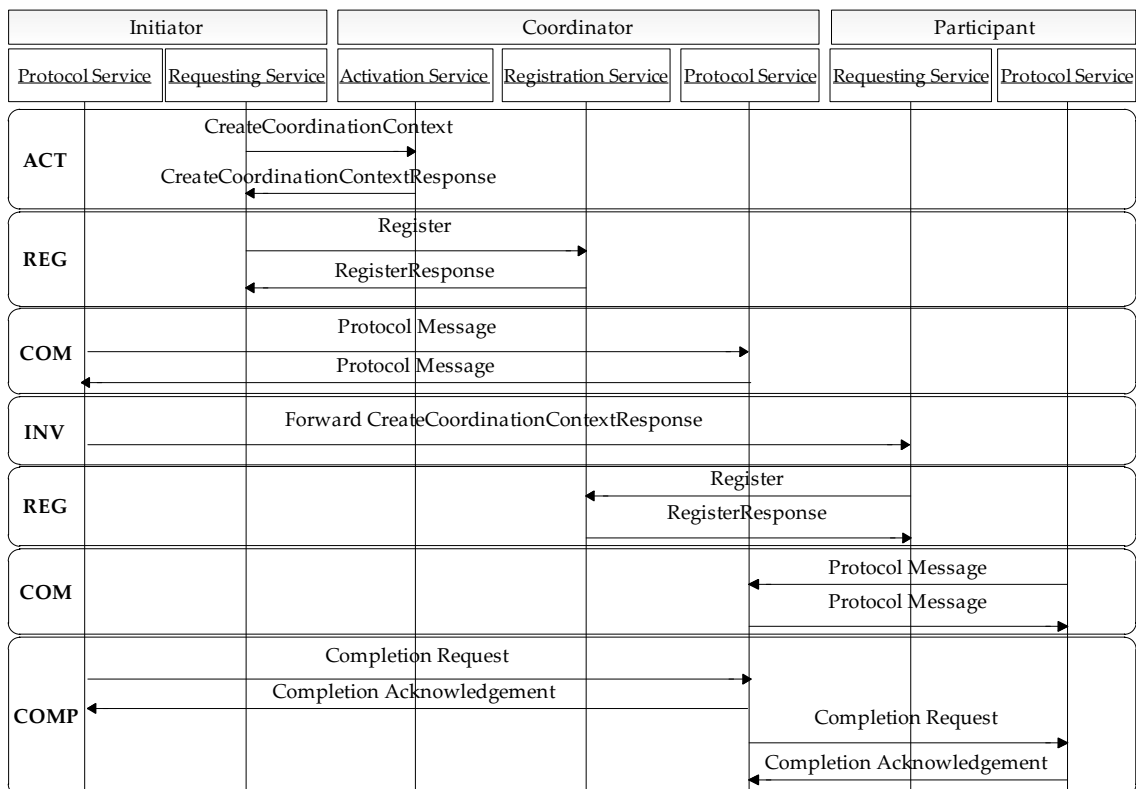 Initiator Coordinator Participant
Protocol Service Requesting Service Activation Service Registration Service Protocol Service Requesting Service Protocol Service
CreateCoordinationContext
ACT
CreateCoordinationContextResponse
Register
REG
RegisterResponse
Protocol Message
COM
Protocol Message
Forward CreateCoordinationContextResponse
INV
Register
REG
RegisterResponse
Protocol Message
COM
Protocol Message
Completion Request
Completion Acknowledgement
COMP
Completion Request
Completion Acknowledgement